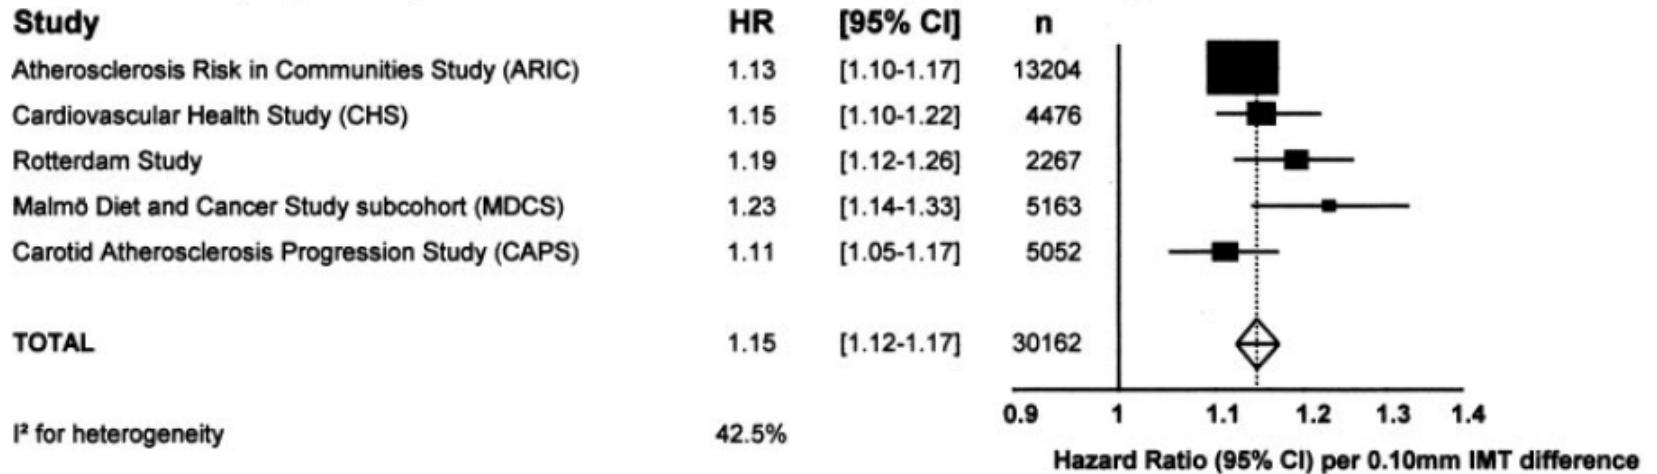 Study HR [95% CI] n
Atherosclerosis Risk in Communities Study (ARIC) 1.13 [1.10-1.17] 13204
Cardiovascular Health Study (CHS) 1.15 [1.10-1.22] 4476
Rotterdam Study 1.19 [1.12-1.26] 2267
Malmö Diet and Cancer Study subcohort (MDCS) 1.23 [1.14-1.33] 5163
Carotid Atherosclerosis Progression Study (CAPS) 1.11 [1.05-1.17] 5052
TOTAL 1.15 [1.12-1.17] 30162
0.9 1 1.1 1.2 1.3 1.4
I² for heterogeneity 42.5%
Hazard Ratio (95% CI) per 0.10mm IMT difference